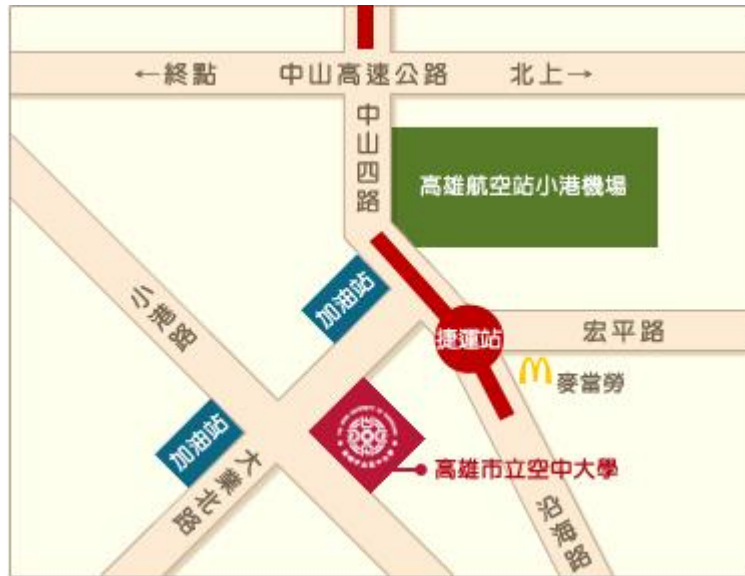 ←終點 中山高速公路 北上→
中山四路
高雄航空站小港機場
加油站
小港路
捷運站
宏平路
麥當勞
加油站
大業北路
高雄市立空中大學
沿海路